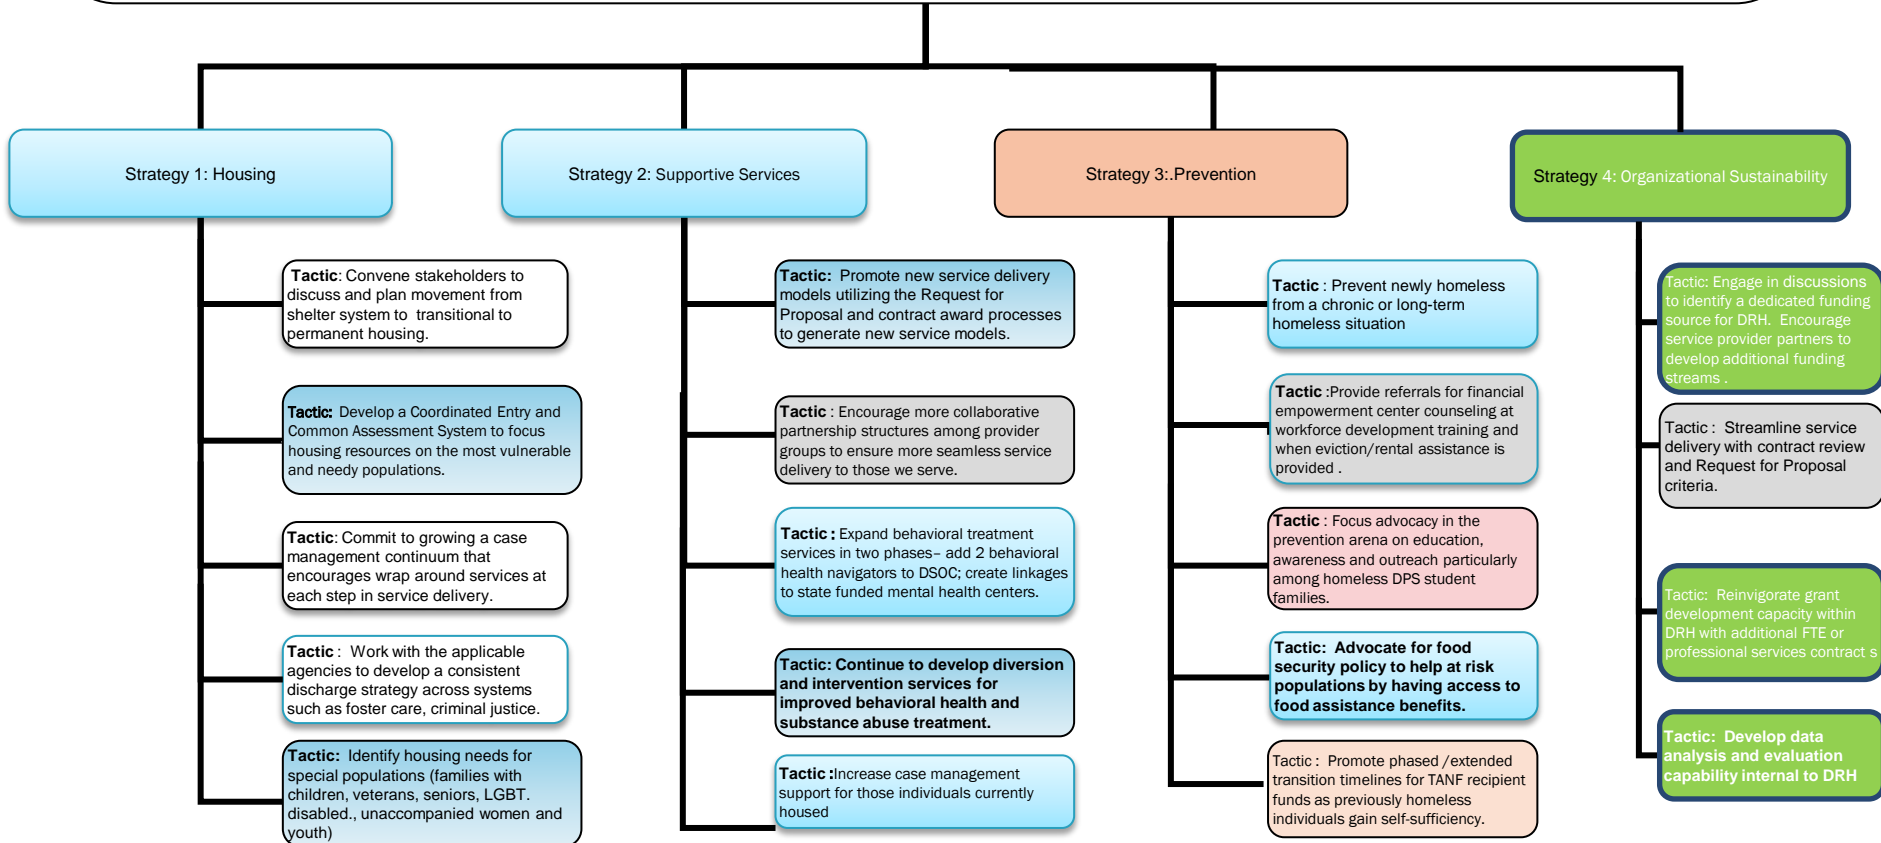 Strategy 1: Housing
Tactic: Convene stakeholders to
discuss and plan movement from
shelter system to transitional to
permanent housing.
Tactic: Develop a Coordinated Entry and
Common Assessment System to focus
housing resources on the most vulnerable
and needy populations.
Tactic: Commit to growing a case
management continuum that
encourages wrap around services at
each step in service delivery.
Tactic : Work with the applicable
agencies to develop a consistent
discharge strategy across systems
such as foster care, criminal justice.
Tactic: Identify housing needs for
special populations (families with
children, veterans, seniors, LGBT.
disabled., unaccompanied women and
youth)
Strategy 2: Supportive Services
Tactic: Promote new service delivery
models utilizing the Request for
Proposal and contract award processes
to generate new service models.
Tactic : Encourage more collaborative
partnership structures among provider
groups to ensure more seamless service
delivery to those we serve.
Tactic : Expand behavioral treatment
services in two phases– add 2 behavioral
health navigators to DSOC; create linkages
to state funded mental health centers.
Tactic: Continue to develop diversion
and intervention services for
improved behavioral health and
substance abuse treatment.
Tactic :Increase case management
support for those individuals currently
housed
Strategy 3:.Prevention
Tactic : Prevent newly homeless
from a chronic or long-term
homeless situation
Tactic :Provide referrals for financial
empowerment center counseling at
workforce development training and
when eviction/rental assistance is
provided .
Tactic : Focus advocacy in the
prevention arena on education,
awareness and outreach particularly
among homeless DPS student
families.
Tactic: Advocate for food
security policy to help at risk
populations by having access to
food assistance benefits.
Tactic : Promote phased /extended
transition timelines for TANF recipient
funds as previously homeless
individuals gain self-sufficiency.
Strategy 4: Organizational Sustainability
Tactic: Engage in discussions
to identify a dedicated funding
source for DRH. Encourage
service provider partners to
develop additional funding
streams .
Tactic : Streamline service
delivery with contract review
and Request for Proposal
criteria.
Tactic: Reinvigorate grant
development capacity within
DRH with additional FTE or
professional services contract s
Tactic: Develop data
analysis and evaluation
capability internal to DRH